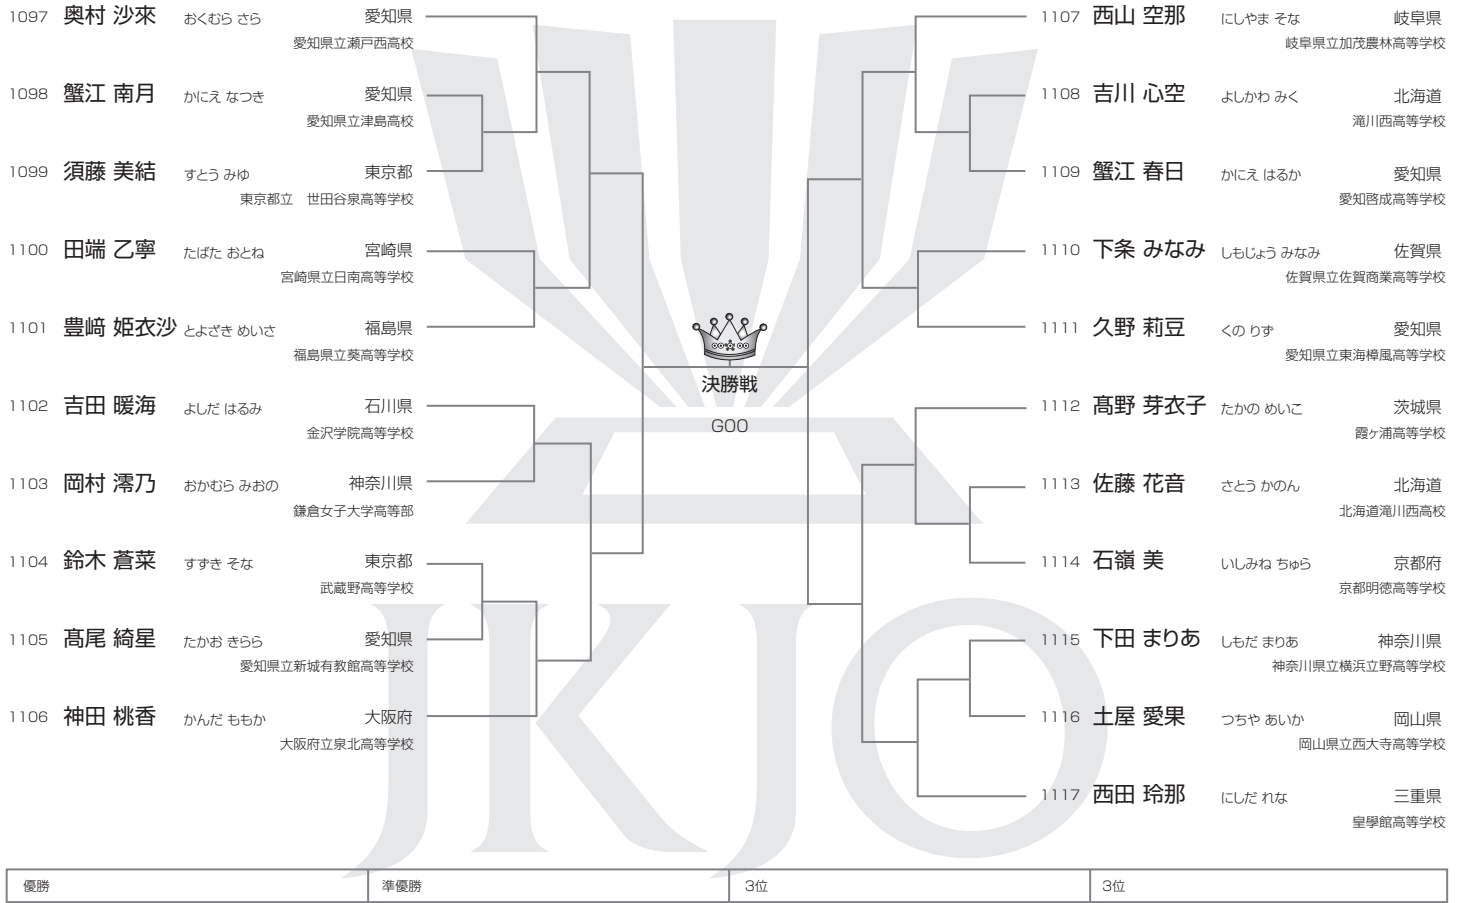 1097 奥村 沙來 おくむら さら 愛知県
愛知県立瀬戸西高校
1098 蟹江 南月 かにえ なつき 愛知県
愛知県立津島高校
1099 須藤 美結 すとう みゆ 東京都
東京都立　世田谷泉高等学校
1100 田端 乙寧 たばた おとね 宮崎県
宮崎県立日南高等学校
1101 豊﨑 姫衣沙 とよざき めいさ 福島県
福島県立葵高等学校
1102 吉田 暖海 よしだ はるみ 石川県
金沢学院高等学校
1103 岡村 澪乃 おかむら みおの 神奈川県
鎌倉女子大学高等部
1104 鈴木 蒼菜 すずき そな 東京都
武蔵野高等学校
1105 髙尾 綺星 たかお きらら 愛知県
愛知県立新城有教館高等学校
1106 神田 桃香 かんだ ももか 大阪府
大阪府立泉北高等学校
決勝戦
G00
1107 西山 空那 にしやま そな 岐阜県
岐阜県立加茂農林高等学校
1108 吉川 心空 よしかわ みく 北海道
滝川西高等学校
1109 蟹江 春日 かにえ はるか 愛知県
愛知啓成高等学校
1110 下条 みなみ しもじょう みなみ 佐賀県
佐賀県立佐賀商業高等学校
1111 久野 莉豆 くの りず 愛知県
愛知県立東海樟風高等学校
1112 髙野 芽衣子 たかの めいこ 茨城県
霞ヶ浦高等学校
1113 佐藤 花音 さとう かのん 北海道
北海道滝川西高校
1114 石嶺 美 いしみね ちゅら 京都府
京都明徳高等学校
1115 下田 まりあ しもだ まりあ 神奈川県
神奈川県立横浜立野高等学校
1116 土屋 愛果 つちや あいか 岡山県
岡山県立西大寺高等学校
1117 西田 玲那 にしだ れな 三重県
皇學館高等学校
JKJO
優勝 準優勝 3位 3位